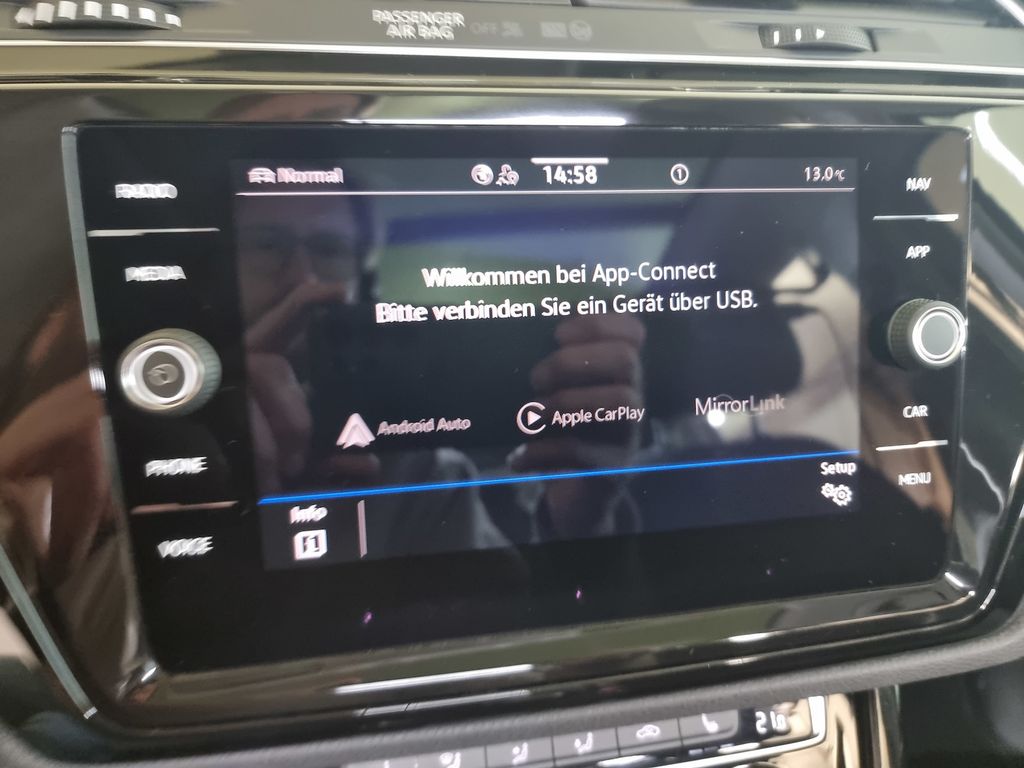 PASSENGER
AIR BAG
OFF
RADIO
MEDIA
PHONE
VOICE
Normal
14:58
1
13.0°C
Willkommen bei App-Connect
Bitte verbinden Sie ein Gerät über USB.
Android Auto
Apple CarPlay
MirrorLink
Info
Setup
NAV
APP
CAR
MENU